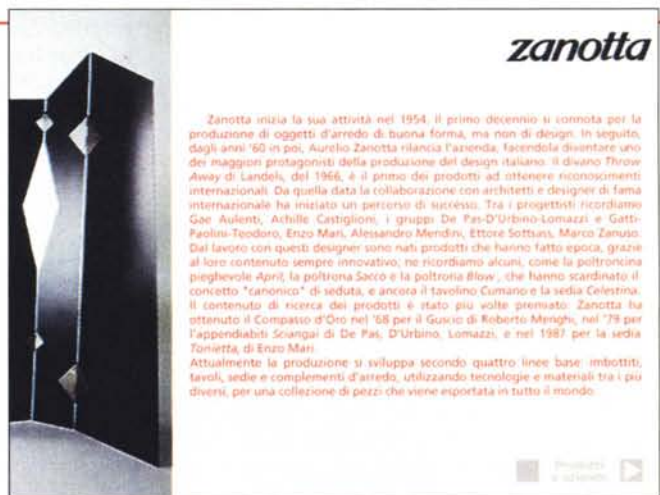 zanotta
Zanotta inizia la sua attività nel 1954. Il primo decennio si connota per la
produzione di oggetti d'arredo di buona forma, ma non di design. In seguito,
dagli anni '60 in poi, Aurelio Zanotta rilancia l'azienda, facendola diventare uno
dei maggiori protagonisti della produzione del design italiano. Il divano Throw
Away di Landels, del 1966, è il primo dei prodotti ad ottenere riconoscimenti
internazionali. Da quella data la collaborazione con architetti e designer di fama
internazionale ha iniziato un percorso di successo. Tra i progettisti ricordiamo
Gae Aulenti, Achille Castiglioni, i gruppi De Pas-D'Urbino-Lomazzi e Gatti-
Paolini-Teodoro, Enzo Mari, Alessandro Mendini, Ettore Sottsass, Marco Zanuso.
Dal lavoro con questi designer sono nati prodotti che hanno fatto epoca, grazie
al loro contenuto sempre innovativo; ne ricordiamo alcuni, come la poltroncina
pieghevole April, la poltrona Sacco e la poltrona Blow, che hanno scardinato il
concetto "canonico" di seduta, e ancora il tavolino Cumano e la sedia Celestina.
Il contenuto di ricerca dei prodotti è stato più volte premiato: Zanotta ha
ottenuto il Compasso d'Oro nel '68 per il Guscio di Roberto Menghi, nel '79 per
l'appendiabiti Sciangai di De Pas, D'Urbino, Lomazzi, e nel 1987 per la sedia
Tonietta, di Enzo Mari.
Attualmente la produzione si sviluppa secondo quattro linee base: imbottiti,
tavoli, sedie e complementi d'arredo, utilizzando tecnologie e materiali tra i più
diversi, per una collezione di pezzi che viene esportata in tutto il mondo.
Prodotti
e aziende